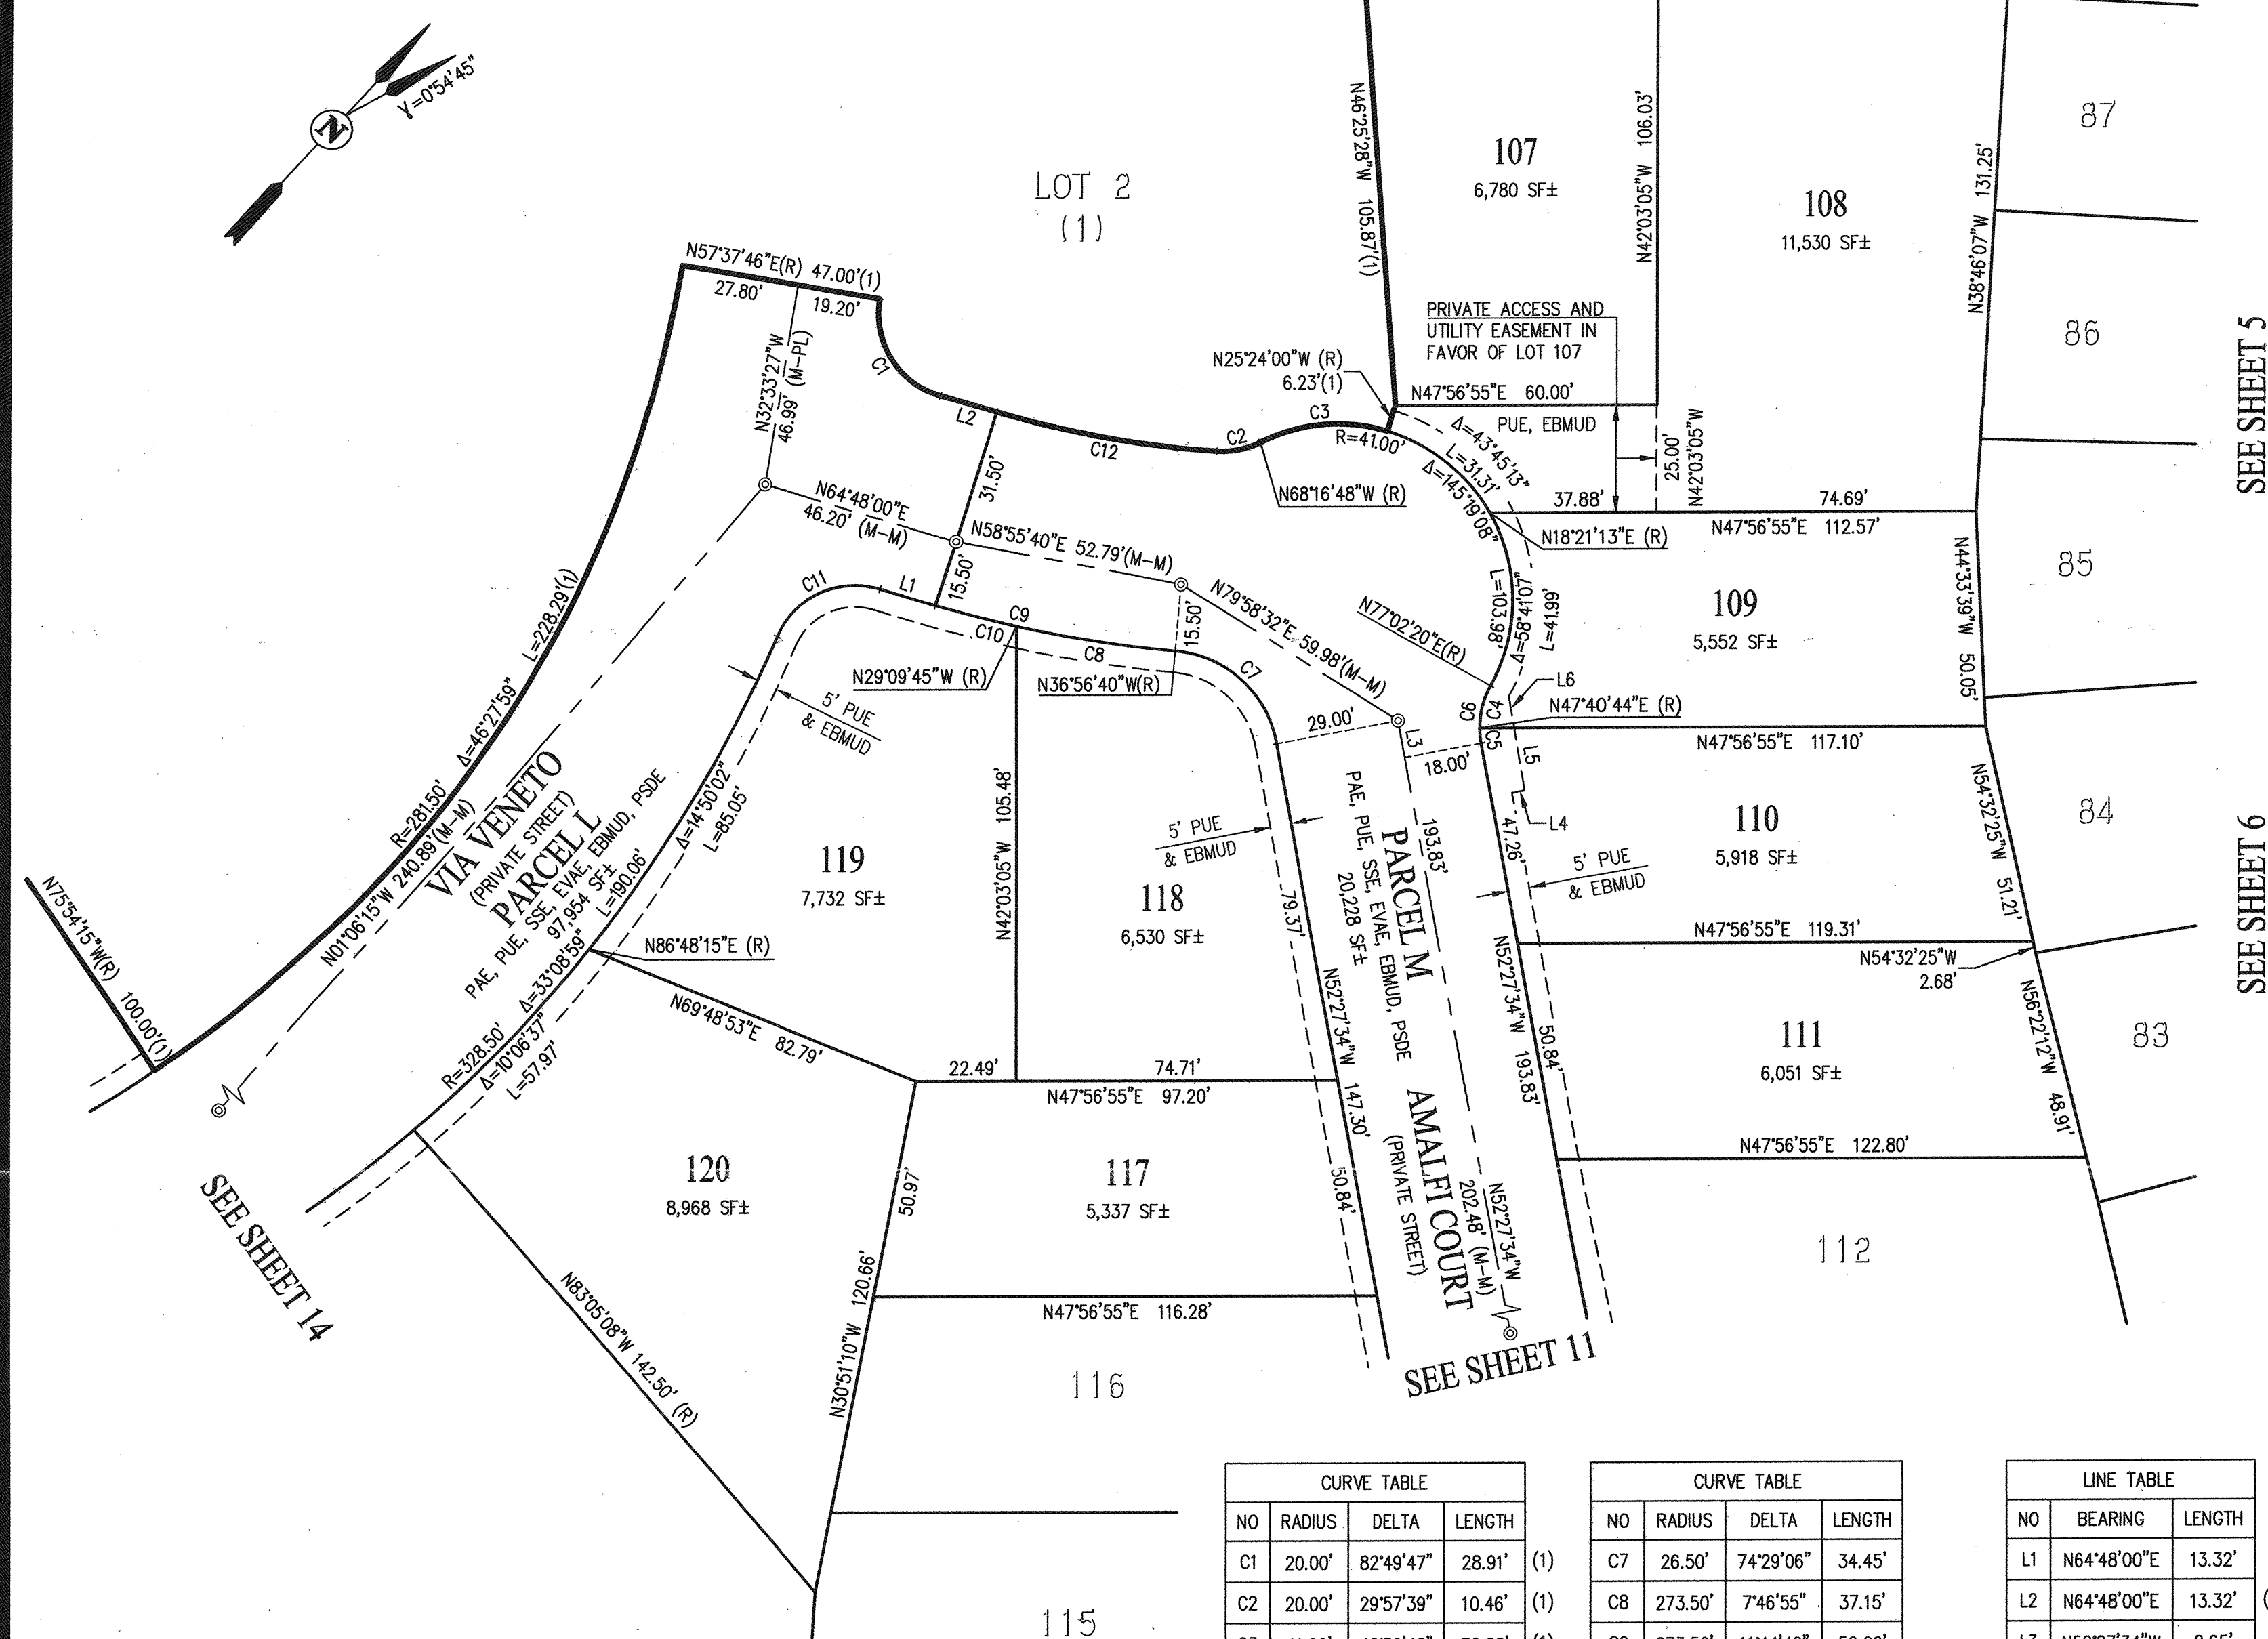 N
γ=0°54'45"
LOT 2
(1)
N57°37'46"E(R) 47.00'(1)
27.80'
19.20'
N32°33'27"W
46.99' (M-PL)
C1
L2
C12
C2
C3
R=41.00'
N46°25'28"W 105.87'(1)
107
6,780 SF±
N42°03'05"W 106.03'
108
11,530 SF±
N38°46'07"W 131.25'
87
86
SEE SHEET 5
PRIVATE ACCESS AND
UTILITY EASEMENT IN
FAVOR OF LOT 107
N25°24'00"W (R)
6.23'(1)
N47°56'55"E 60.00'
PUE, EBMUD
25.00'
N42°03'05"W
Δ=43°45'13"
L=31.31'
Δ=145°19'08"
L=103.98'
37.88'
74.69'
N47°56'55"E 112.57'
N18°21'13"E (R)
N68°16'48"W (R)
N64°48'00"E
46.20' (M-M)
31.50'
15.50'
N58°55'40"E 52.79'(M-M)
15.50'
N79°58'32"E 59.98'(M-M)
N77°02'20"E(R)
Δ=58°41'07"
L=41.99'
109
5,552 SF±
N44°33'39"W 50.05'
85
L6
N47°40'44"E (R)
C6
C4
C5
L5
L4
L3
29.00'
18.00'
N47°56'55"E 117.10'
C11
L1
C9
C10
C8
C7
N29°09'45"W (R)
N36°56'40"W(R)
5' PUE
& EBMUD
L=228.29'(1)
Δ=46°27'59"
R=281.50'
N01°06'15"W 240.89'(M-M)
VIA VENETO
(PRIVATE STREET)
PARCEL L
PAE, PUE, SSE, EVAE, EBMUD, PSDE
97,954 SF±
Δ=14°50'02"
L=85.05'
L=190.06'
Δ=33°08'59"
R=328.50'
Δ=10°06'37"
L=57.97'
N75°54'15"W(R) 100.00'(1)
N86°48'15"E (R)
119
7,732 SF±
N42°03'05"W 105.48'
118
6,530 SF±
5' PUE
& EBMUD
79.37'
N52°27'34"W 147.30'
50.84'
193.83'
PARCEL M
PAE, PUE, SSE, EVAE, EBMUD, PSDE
20,228 SF±
AMALFI COURT
(PRIVATE STREET)
N52°27'34"W
202.48' (M-M)
47.26'
5' PUE
& EBMUD
N52°27'34"W 193.83'
50.84'
110
5,918 SF±
N54°32'25"W 51.21'
84
N47°56'55"E 119.31'
N54°32'25"W
2.68'
SEE SHEET 6
111
6,051 SF±
N56°22'12"W 48.91'
83
N47°56'55"E 122.80'
112
N69°48'53"E 82.79'
22.49'
74.71'
N47°56'55"E 97.20'
120
8,968 SF±
50.97'
117
5,337 SF±
N30°51'10"W 120.66'
N47°56'55"E 116.28'
N83°05'08"W 142.50' (R)
SEE SHEET 14
SEE SHEET 11
116
115
CURVE TABLE
NO RADIUS DELTA LENGTH
C1 20.00' 82°49'47" 28.91' (1)
C2 20.00' 29°57'39" 10.46' (1)
CURVE TABLE
NO RADIUS DELTA LENGTH
C7 26.50' 74°29'06" 34.45'
C8 273.50' 7°46'55" 37.15'
LINE TABLE
NO BEARING LENGTH
L1 N64°48'00"E 13.32'
L2 N64°48'00"E 13.32'